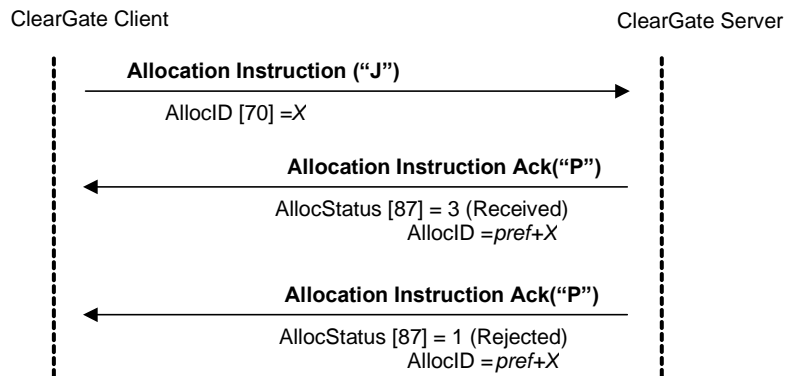 ClearGate Client
ClearGate Server
Allocation Instruction (“J”)
AllocID [70] =X
Allocation Instruction Ack(“P”)
AllocStatus [87] = 3 (Received)
AllocID =pref+X
Allocation Instruction Ack(“P”)
AllocStatus [87] = 1 (Rejected)
AllocID =pref+X